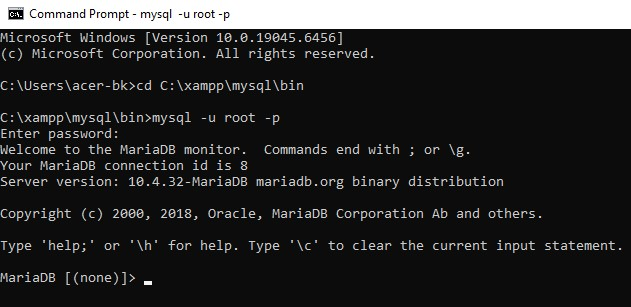 Command Prompt - mysql -u root -p
Microsoft Windows [Version 10.0.19045.6456]
(c) Microsoft Corporation. All rights reserved.
C:\Users\acer-bk>cd C:\xampp\mysql\bin
C:\xampp\mysql\bin>mysql -u root -p
Enter password:
Welcome to the MariaDB monitor.  Commands end with ; or \g.
Your MariaDB connection id is 8
Server version: 10.4.32-MariaDB mariadb.org binary distribution
Copyright (c) 2000, 2018, Oracle, MariaDB Corporation Ab and others.
Type 'help;' or '\h' for help. Type '\c' to clear the current input statement.
MariaDB [(none)]>